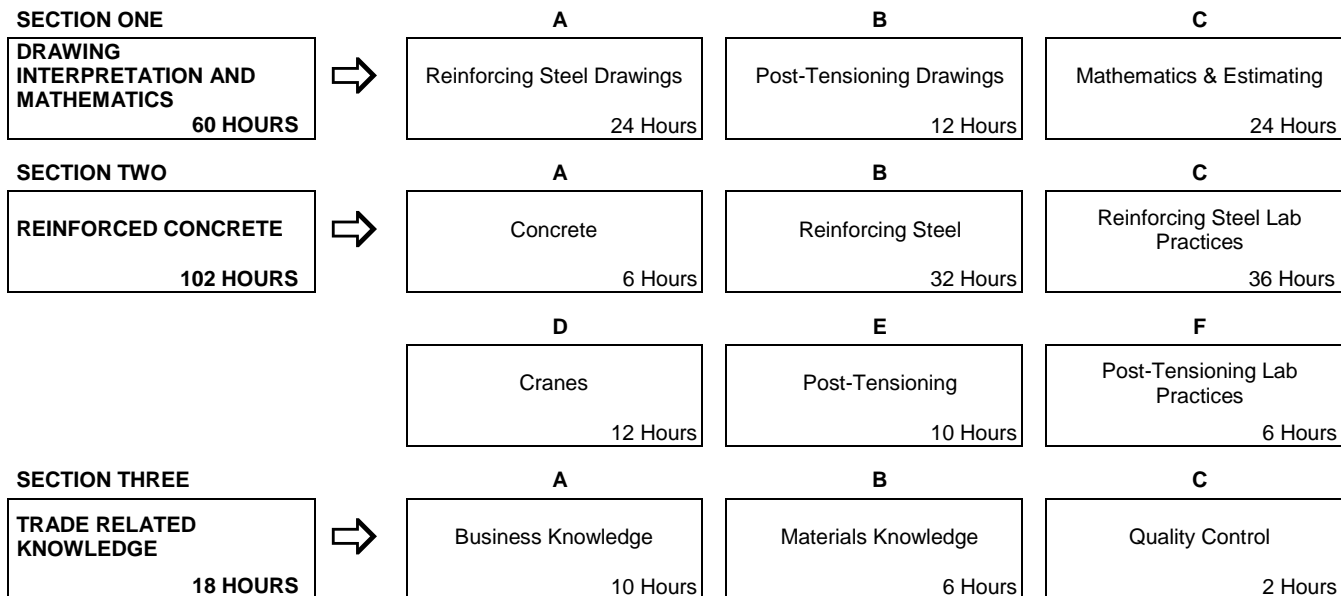 SECTION ONE
A
B
C
DRAWING
INTERPRETATION AND
MATHEMATICS
60 HOURS
Reinforcing Steel Drawings
24 Hours
Post-Tensioning Drawings
12 Hours
Mathematics & Estimating
24 Hours
SECTION TWO
A
B
C
REINFORCED CONCRETE
102 HOURS
Concrete
6 Hours
Reinforcing Steel
32 Hours
Reinforcing Steel Lab
Practices
36 Hours
D
E
F
Cranes
12 Hours
Post-Tensioning
10 Hours
Post-Tensioning Lab
Practices
6 Hours
SECTION THREE
A
B
C
TRADE RELATED
KNOWLEDGE
18 HOURS
Business Knowledge
10 Hours
Materials Knowledge
6 Hours
Quality Control
2 Hours